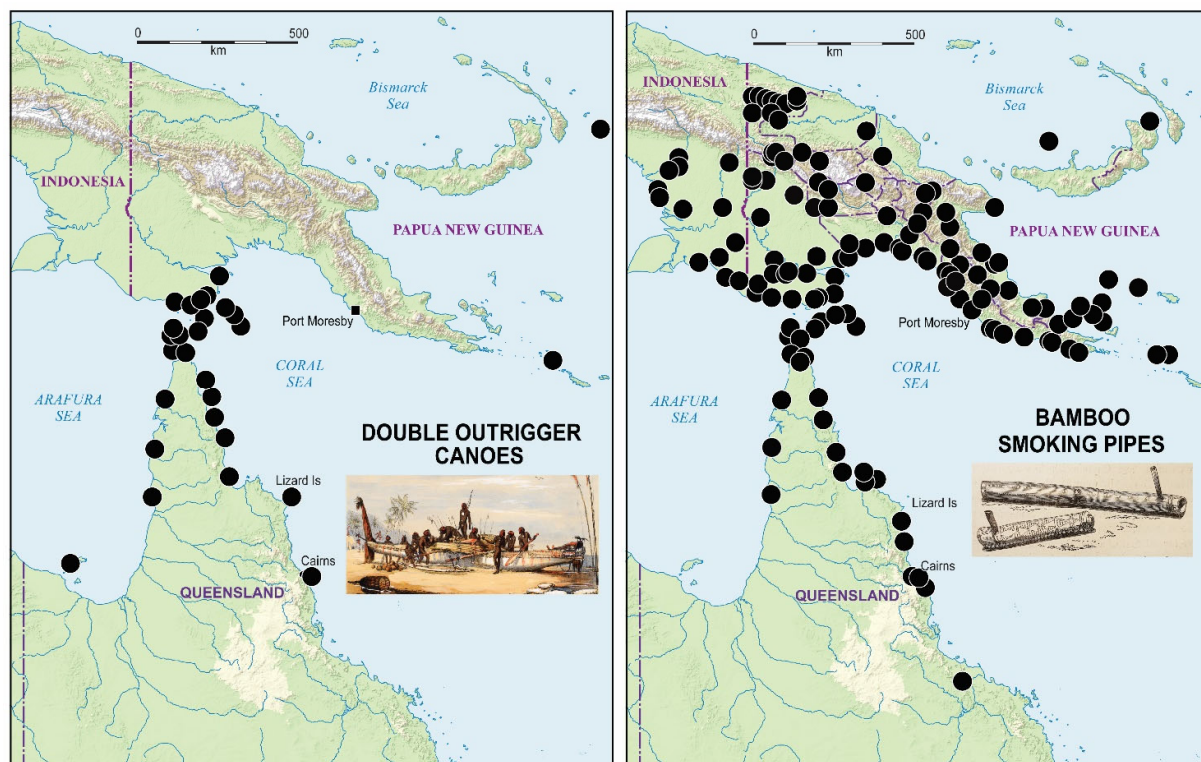 0 500
km
Bismarck
Sea
INDONESIA
PAPUA NEW GUINEA
Port Moresby
CORAL
SEA
ARAFURA
SEA
DOUBLE OUTRIGGER
CANOES
Lizard Is
Cairns
QUEENSLAND
0 500
km
INDONESIA
Bismarck
Sea
PAPUA NEW GUINEA
Port Moresby
CORAL
SEA
ARAFURA
SEA
BAMBOO
SMOKING PIPES
Lizard Is
Cairns
QUEENSLAND